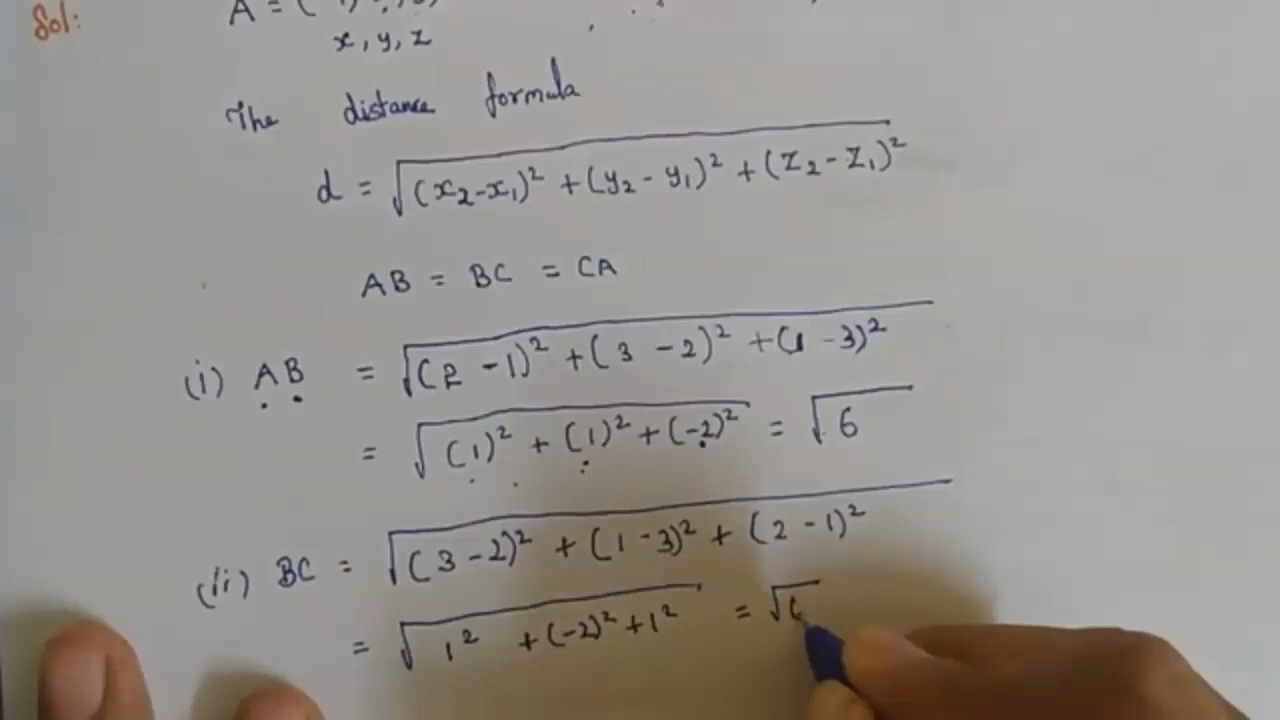 Sol:
A = (
x, y, z
The distance formula
d = √(x₂-x₁)² + (y₂ - y₁)² + (z₂ - z₁)²
AB = BC = CA
(i) AB = √(2 - 1)² + (3 - 2)² + (1 - 3)²
= √(1)² + (1)² + (-2)² = √6
(ii) BC = √(3 - 2)² + (1 - 3)² + (2 - 1)²
= √1² + (-2)² + 1² = √